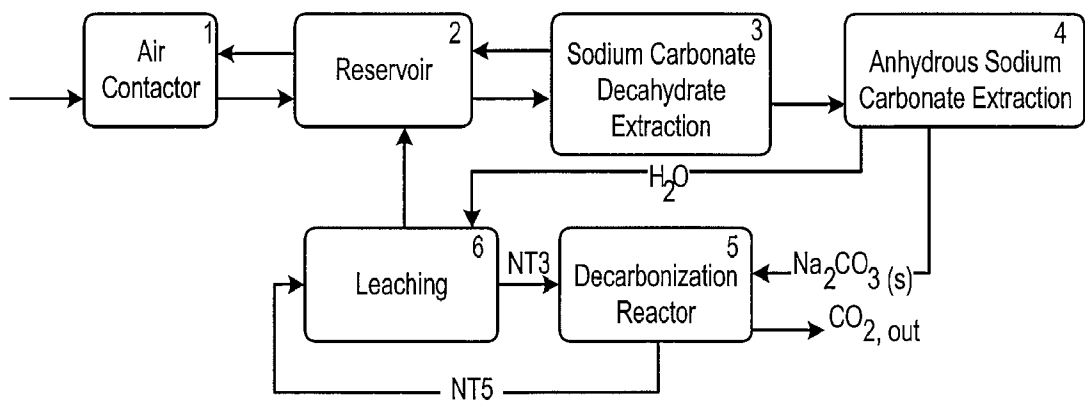 1
Air
Contactor
2
Reservoir
3
Sodium Carbonate
Decahydrate
Extraction
4
Anhydrous Sodium
Carbonate Extraction
H₂O
6
Leaching
NT3
5
Decarbonization
Reactor
Na₂CO₃ (s)
CO₂, out
NT5